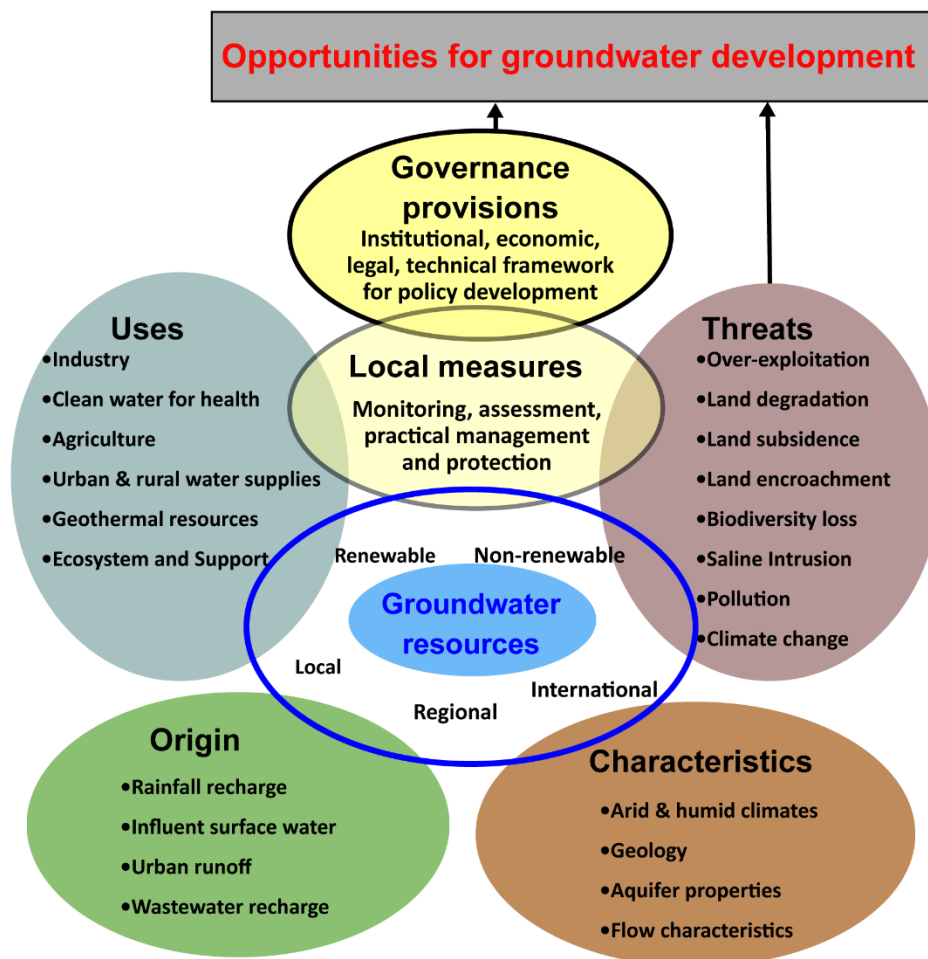 Opportunities for groundwater development
Governance
provisions
Institutional, economic,
legal, technical framework
for policy development
Uses
•Industry
•Clean water for health
•Agriculture
•Urban & rural water supplies
•Geothermal resources
•Ecosystem and Support
Local measures
Monitoring, assessment,
practical management
and protection
Threats
•Over-exploitation
•Land degradation
•Land subsidence
•Land encroachment
•Biodiversity loss
•Saline Intrusion
•Pollution
•Climate change
Renewable
Non-renewable
Groundwater
resources
Local
Regional
International
Origin
•Rainfall recharge
•Influent surface water
•Urban runoff
•Wastewater recharge
Characteristics
•Arid & humid climates
•Geology
•Aquifer properties
•Flow characteristics